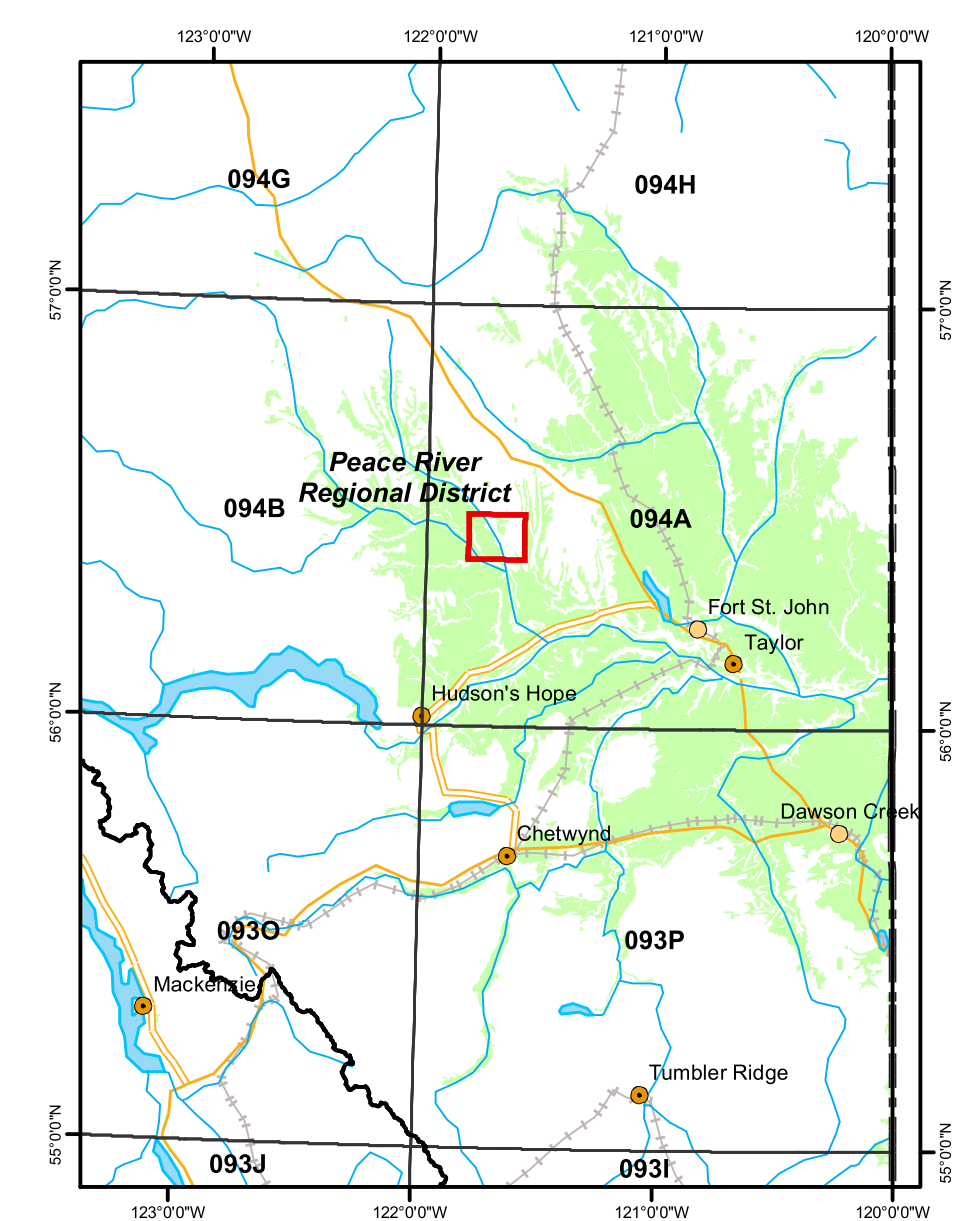 123°0'0"W
122°0'0"W
121°0'0"W
120°0'0"W
094G
094H
57°0'0"N
57°0'0"N
Peace River
Regional District
094B
094A
Fort St. John
Taylor
Hudson's Hope
56°0'0"N
56°0'0"N
Dawson Creek
Chetwynd
093O
093P
Mackenzie
Tumbler Ridge
55°0'0"N
55°0'0"N
093J
093I
123°0'0"W
122°0'0"W
121°0'0"W
120°0'0"W